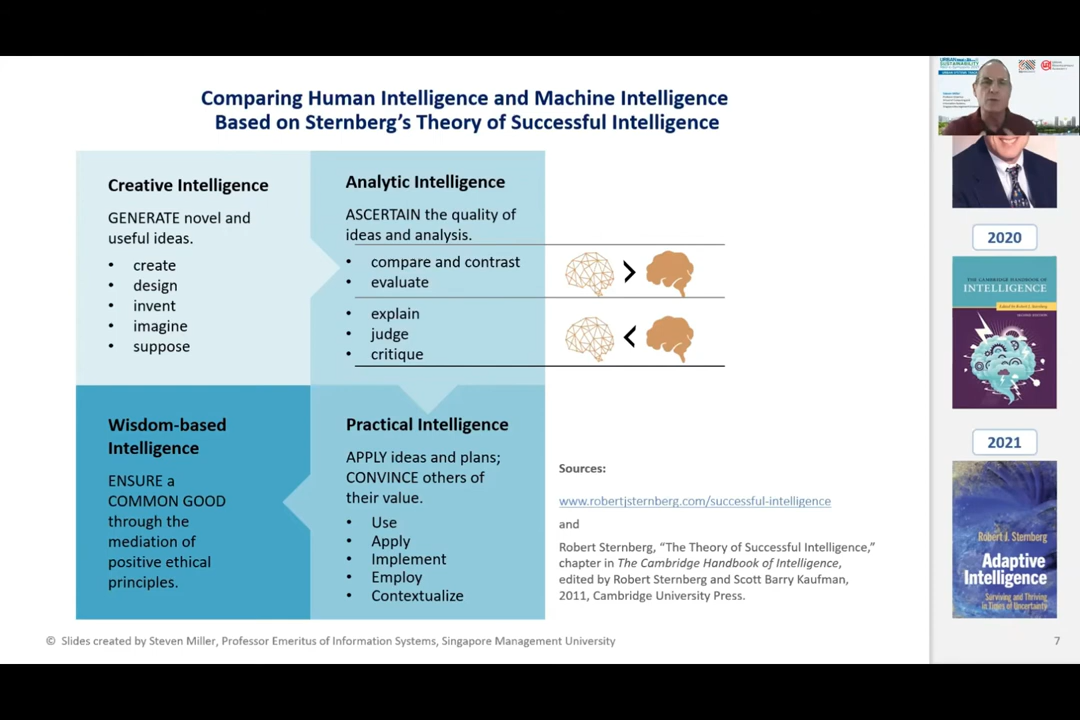 Comparing Human Intelligence and Machine Intelligence
Based on Sternberg's Theory of Successful Intelligence
Creative Intelligence
GENERATE novel and
useful ideas.
• create
• design
• invent
• imagine
• suppose
Analytic Intelligence
ASCERTAIN the quality of
ideas and analysis.
• compare and contrast
• evaluate
>
• explain
• judge
• critique
<
Wisdom-based
Intelligence
ENSURE a
COMMON GOOD
through the
mediation of
positive ethical
principles.
Practical Intelligence
APPLY ideas and plans;
CONVINCE others of
their value.
• Use
• Apply
• Implement
• Employ
• Contextualize
Sources:
www.robertjsternberg.com/successful-intelligence
and
Robert Sternberg, "The Theory of Successful Intelligence,"
chapter in The Cambridge Handbook of Intelligence,
edited by Robert Sternberg and Scott Barry Kaufman,
2011, Cambridge University Press.
© Slides created by Steven Miller, Professor Emeritus of Information Systems, Singapore Management University
7
SUSTAINABILITY
2020
THE CAMBRIDGE HANDBOOK OF
INTELLIGENCE
2021
Robert J. Sternberg
Adaptive
Intelligence
Surviving and Thriving
in Times of Uncertainty